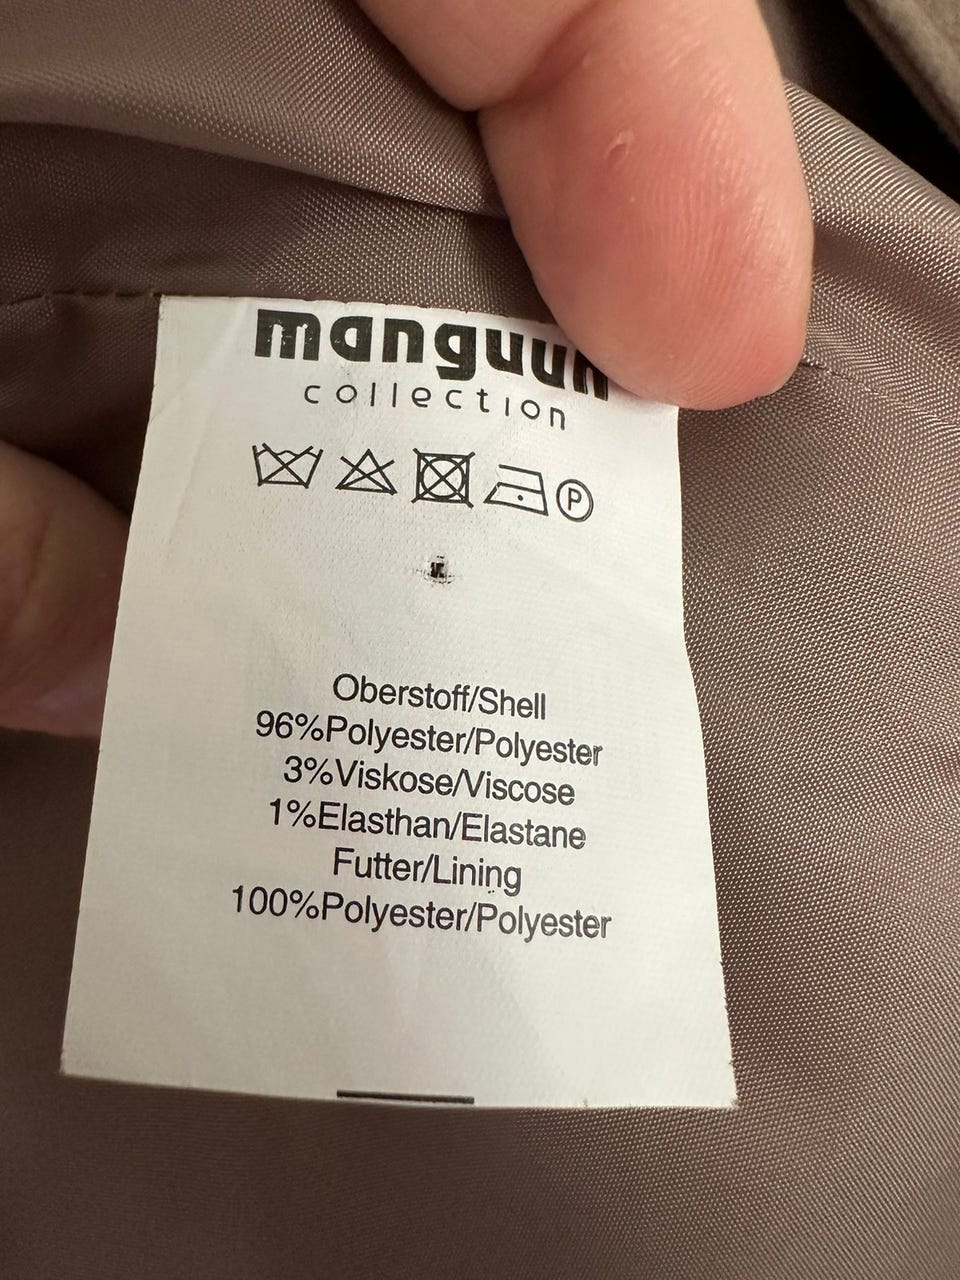 manguun
collection
P
Oberstoff/Shell
96%Polyester/Polyester
3%Viskose/Viscose
1%Elasthan/Elastane
Futter/Lining
100%Polyester/Polyester